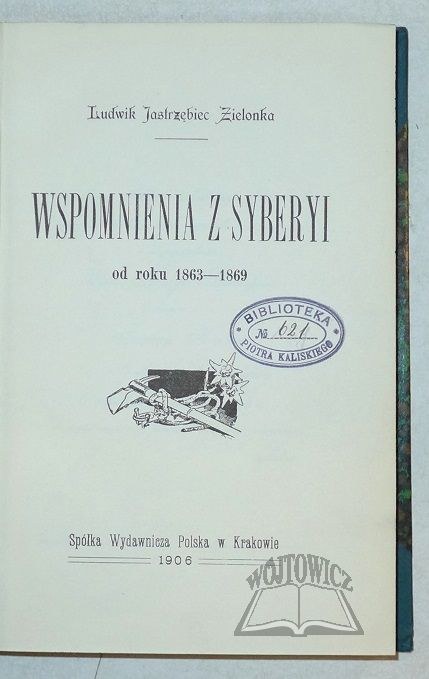 Ludwik Jastrzębiec Zielonka
WSPOMNIENIA Z SYBERYI
od roku 1863—1869
* BIBLIOTEKA *
№ 621
PIOTRA KALISKIEGO
Spółka Wydawnicza Polska w Krakowie
1906
WÓJTOWICZ